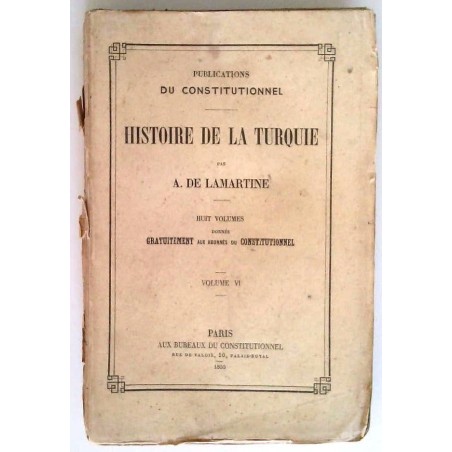 PUBLICATIONS
DU CONSTITUTIONNEL
HISTOIRE DE LA TURQUIE
PAR
A. DE LAMARTINE
HUIT VOLUMES
DONNÉS
GRATUITEMENT AUX ABONNÉS DU CONSTITUTIONNEL
VOLUME VI
PARIS
AUX BUREAUX DU CONSTITUTIONNEL
RUE DE VALOIS, 10, PALAIS-ROYAL